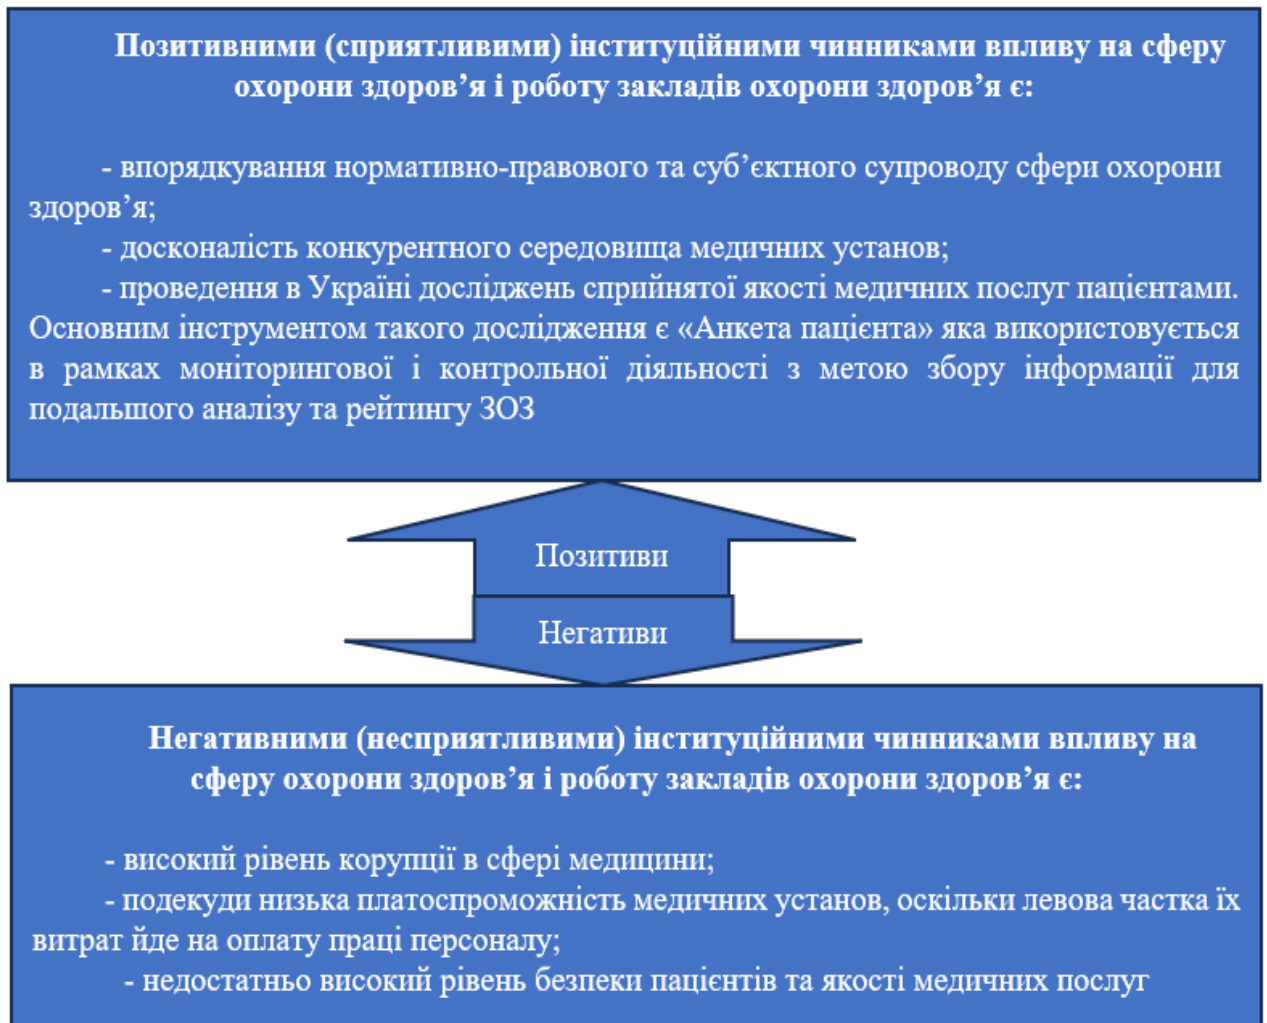 Позитивними (сприятливими) інституційними чинниками впливу на сферу
охорони здоров’я і роботу закладів охорони здоров’я є:
- впорядкування нормативно-правового та суб’єктного супроводу сфери охорони
здоров’я;
- досконалість конкурентного середовища медичних установ;
- проведення в Україні досліджень сприйнятої якості медичних послуг пацієнтами.
Основним інструментом такого дослідження є «Анкета пацієнта» яка використовується
в рамках моніторингової і контрольної діяльності з метою збору інформації для
подальшого аналізу та рейтингу ЗОЗ
Позитиви
Негативи
Негативними (несприятливими) інституційними чинниками впливу на
сферу охорони здоров’я і роботу закладів охорони здоров’я є:
- високий рівень корупції в сфері медицини;
- подекуди низька платоспроможність медичних установ, оскільки левова частка їх
витрат йде на оплату праці персоналу;
- недостатньо високий рівень безпеки пацієнтів та якості медичних послуг